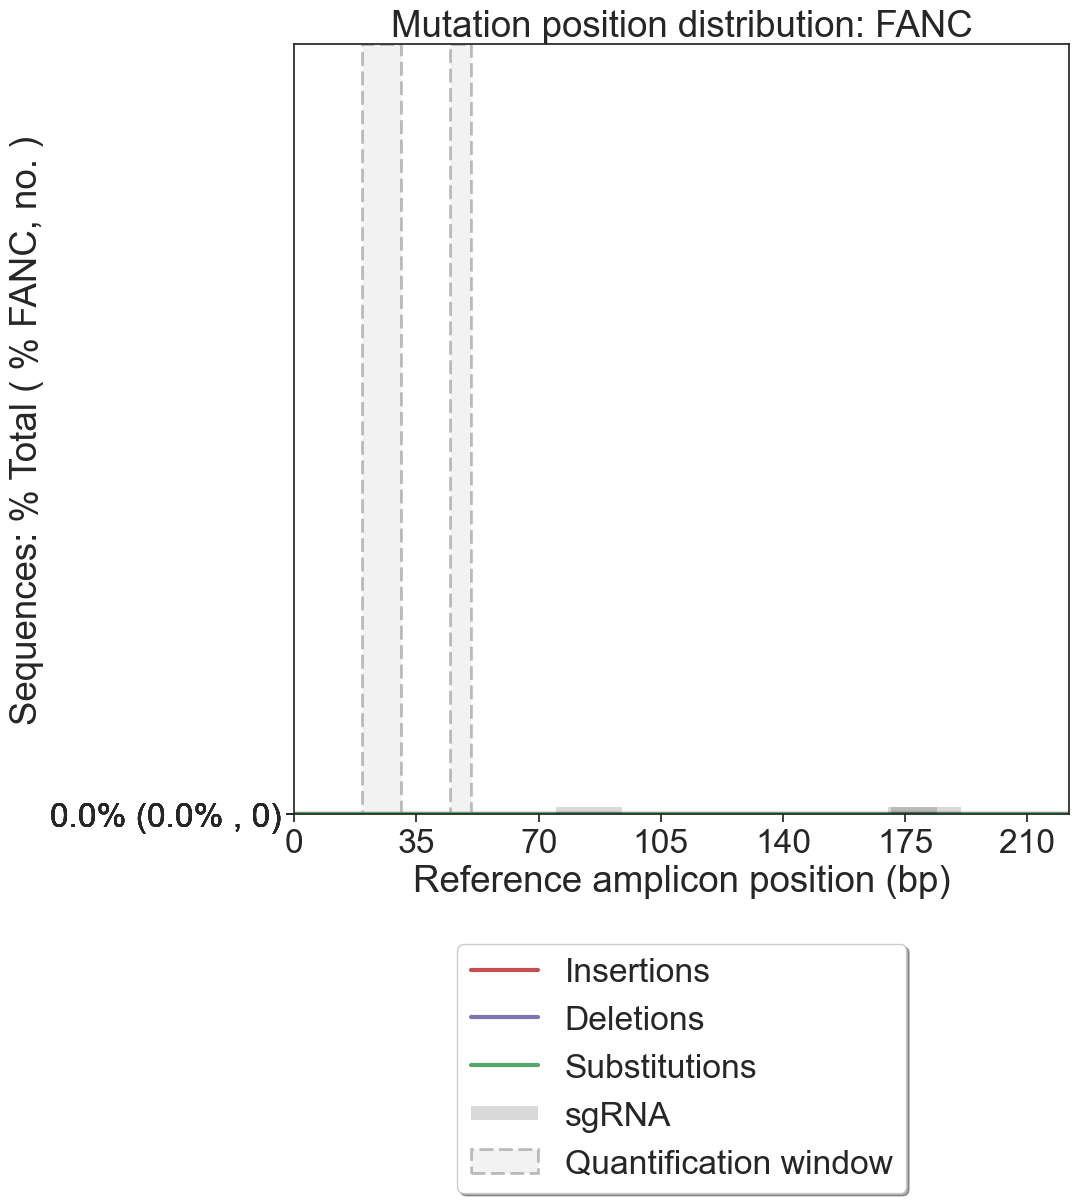 Mutation position distribution: FANC
Sequences: % Total ( % FANC, no. )
0.0% (0.0% , 0)
0 35 70 105 140 175 210
Reference amplicon position (bp)
Insertions
Deletions
Substitutions
sgRNA
Quantification window